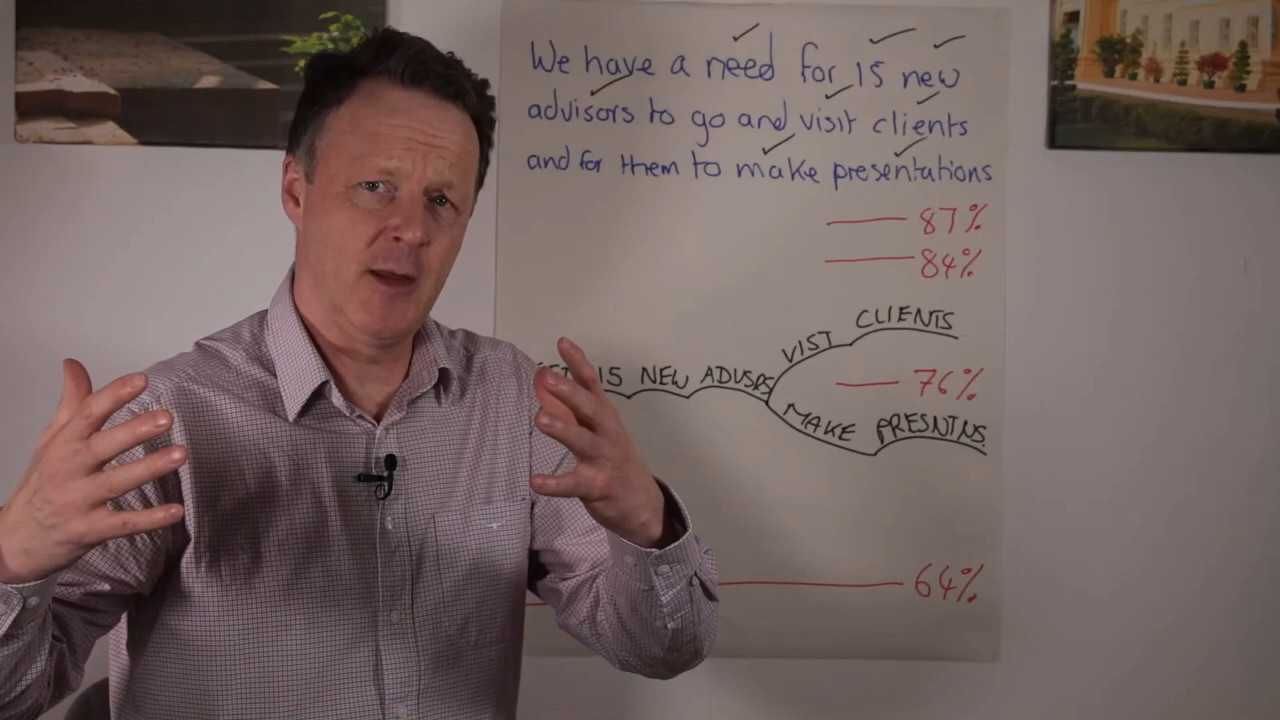 We have a need for 15 new
advisors to go and visit clients
and for them to make presentations
87%
84%
CLIENTS
VIST
15 NEW ADVSRS
76%
MAKE PRESNTNS.
64%